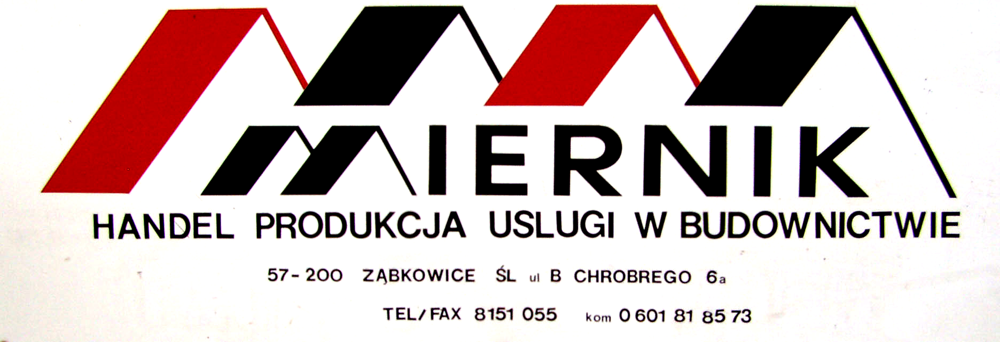 MIERNIK
HANDEL PRODUKCJA USLUGI W BUDOWNICTWIE
57-200 ZĄBKOWICE ŚL ul B CHROBREGO 6a
TEL/FAX 8151 055 kom 0 601 81 85 73